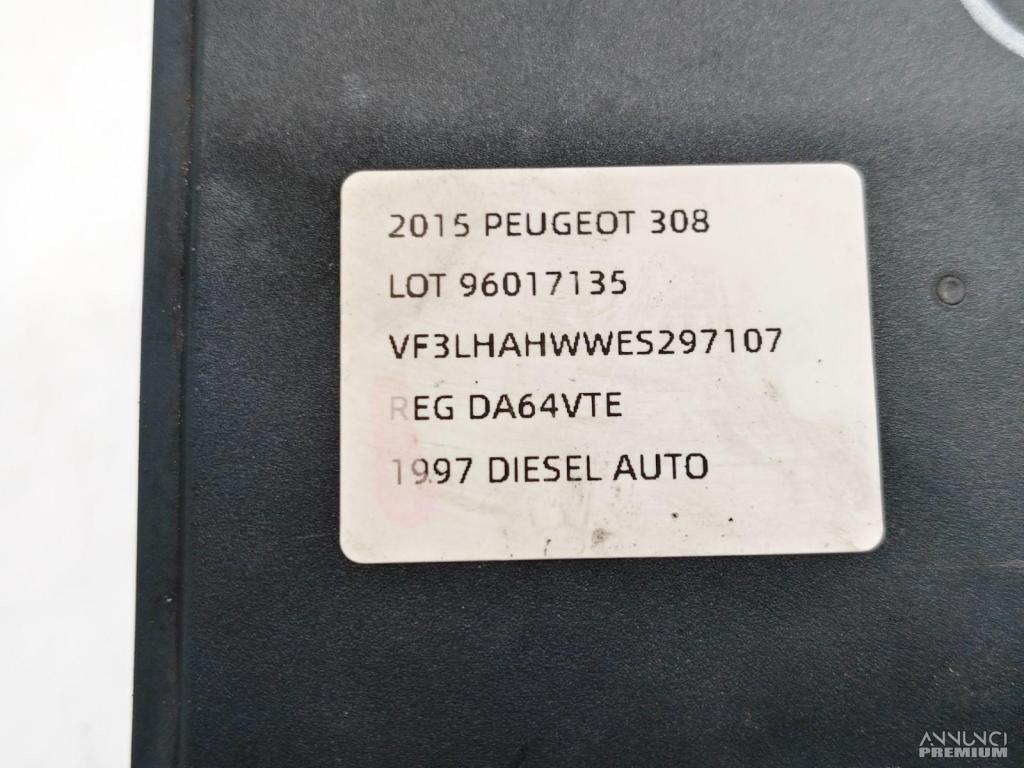 2015 PEUGEOT 308
LOT 96017135
VF3LHAHWWES297107
REG DA64VTE
1997 DIESEL AUTO
ANNUNCI
PREMIUM